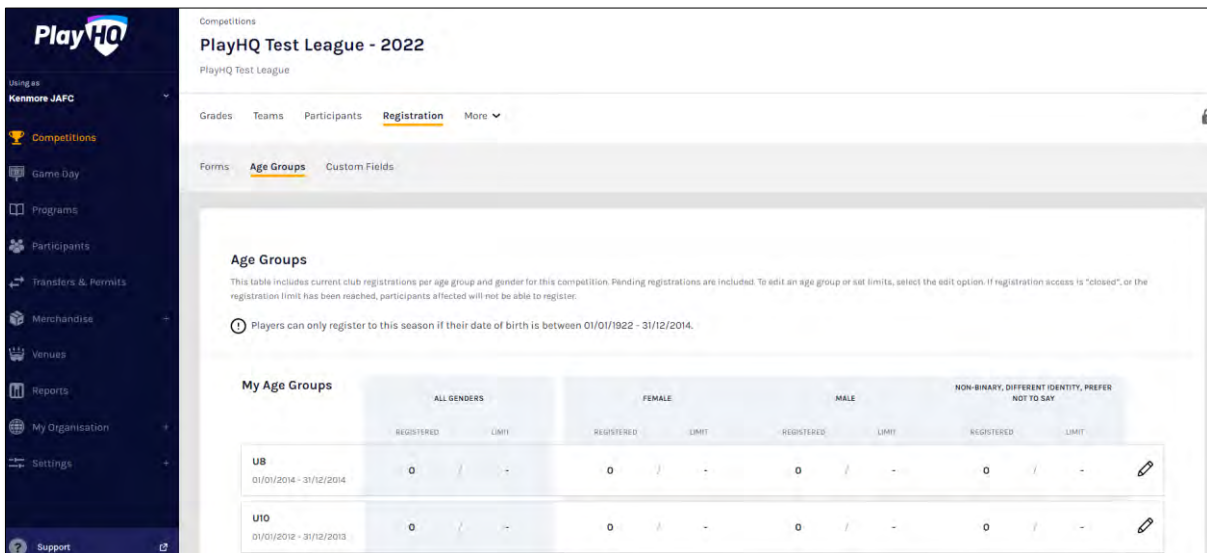 PlayHQ
Using as
Kenmore JAFC
Competitions
Game Day
Programs
Participants
Transfers & Permits
Merchandise +
Venues
Reports
My Organisation +
Settings +
Support
Competitions
PlayHQ Test League - 2022
PlayHQ Test League
Grades Teams Participants Registration More
Forms Age Groups Custom Fields
Age Groups
This table includes current club registrations per age group and gender for this competition. Pending registrations are included. To edit an age group or set limits, select the edit option. If registration access is "closed", or the
registration limit has been reached, participants affected will not be able to register.
Players can only register to this season if their date of birth is between 01/01/1922 - 31/12/2014.
My Age Groups ALL GENDERS FEMALE MALE NON-BINARY, DIFFERENT IDENTITY, PREFER
NOT TO SAY
REGISTERED LIMIT REGISTERED LIMIT REGISTERED LIMIT REGISTERED LIMIT
U8 0 / - 0 / - 0 / - 0 / -
01/01/2014 - 31/12/2014
U10 0 / - 0 / - 0 / - 0 / -
01/01/2012 - 31/12/2013